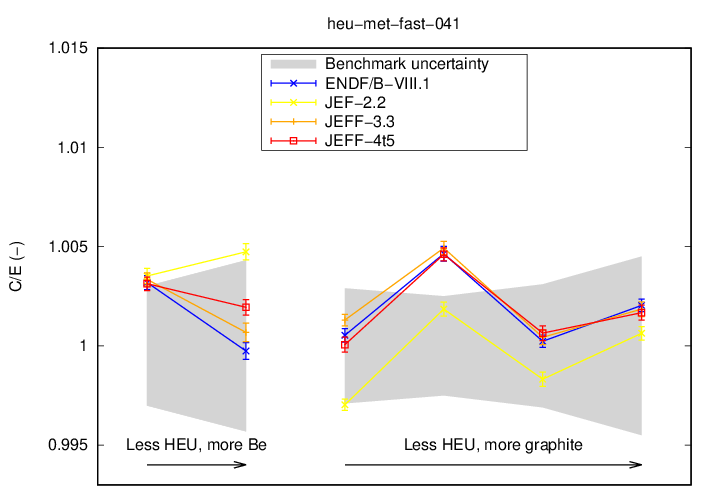 heu−met−fast−041
Benchmark uncertainty
ENDF/B−VIII.1
JEF−2.2
JEFF−3.3
JEFF−4t5
1.015
1.01
1.005
1
0.995
C/E (−)
Less HEU, more Be
Less HEU, more graphite